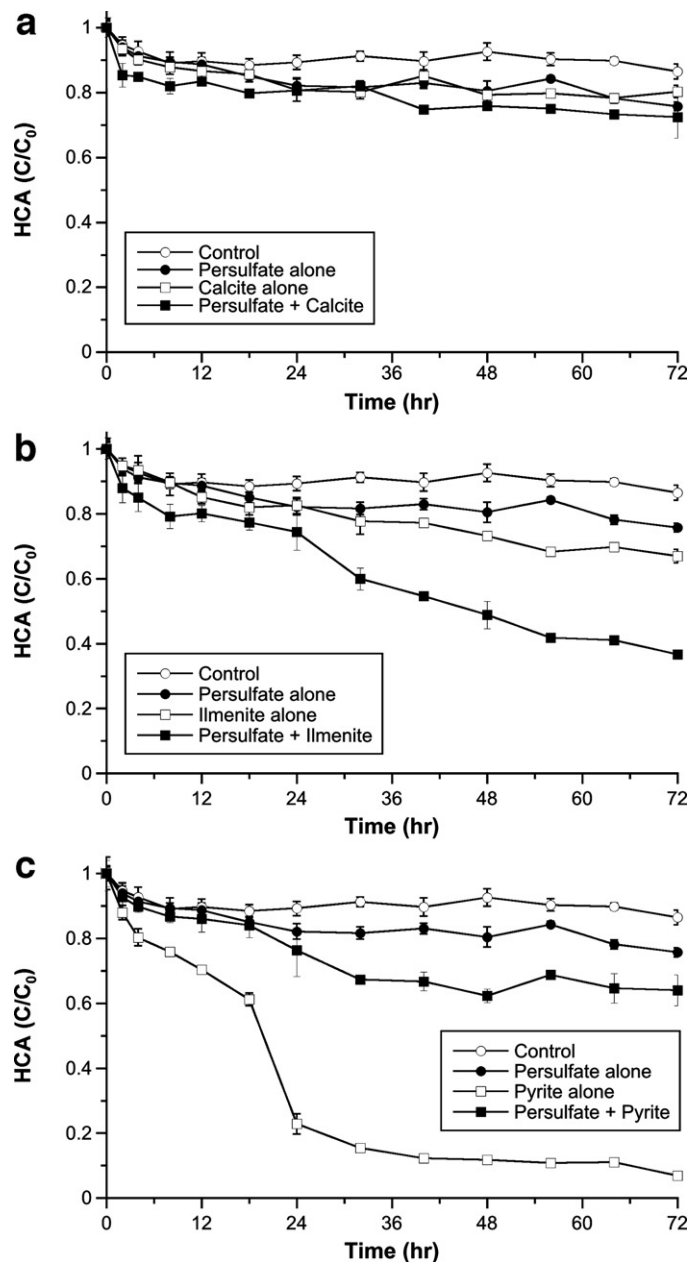 a
1
0.8
0.6
0.4
0.2
0
HCA (C/C₀)
Control
Persulfate alone
Calcite alone
Persulfate + Calcite
0 12 24 36 48 60 72
Time (hr)
b
1
0.8
0.6
0.4
0.2
0
HCA (C/C₀)
Control
Persulfate alone
Ilmenite alone
Persulfate + Ilmenite
0 12 24 36 48 60 72
Time (hr)
c
1
0.8
0.6
0.4
0.2
0
HCA (C/C₀)
Control
Persulfate alone
Pyrite alone
Persulfate + Pyrite
0 12 24 36 48 60 72
Time (hr)